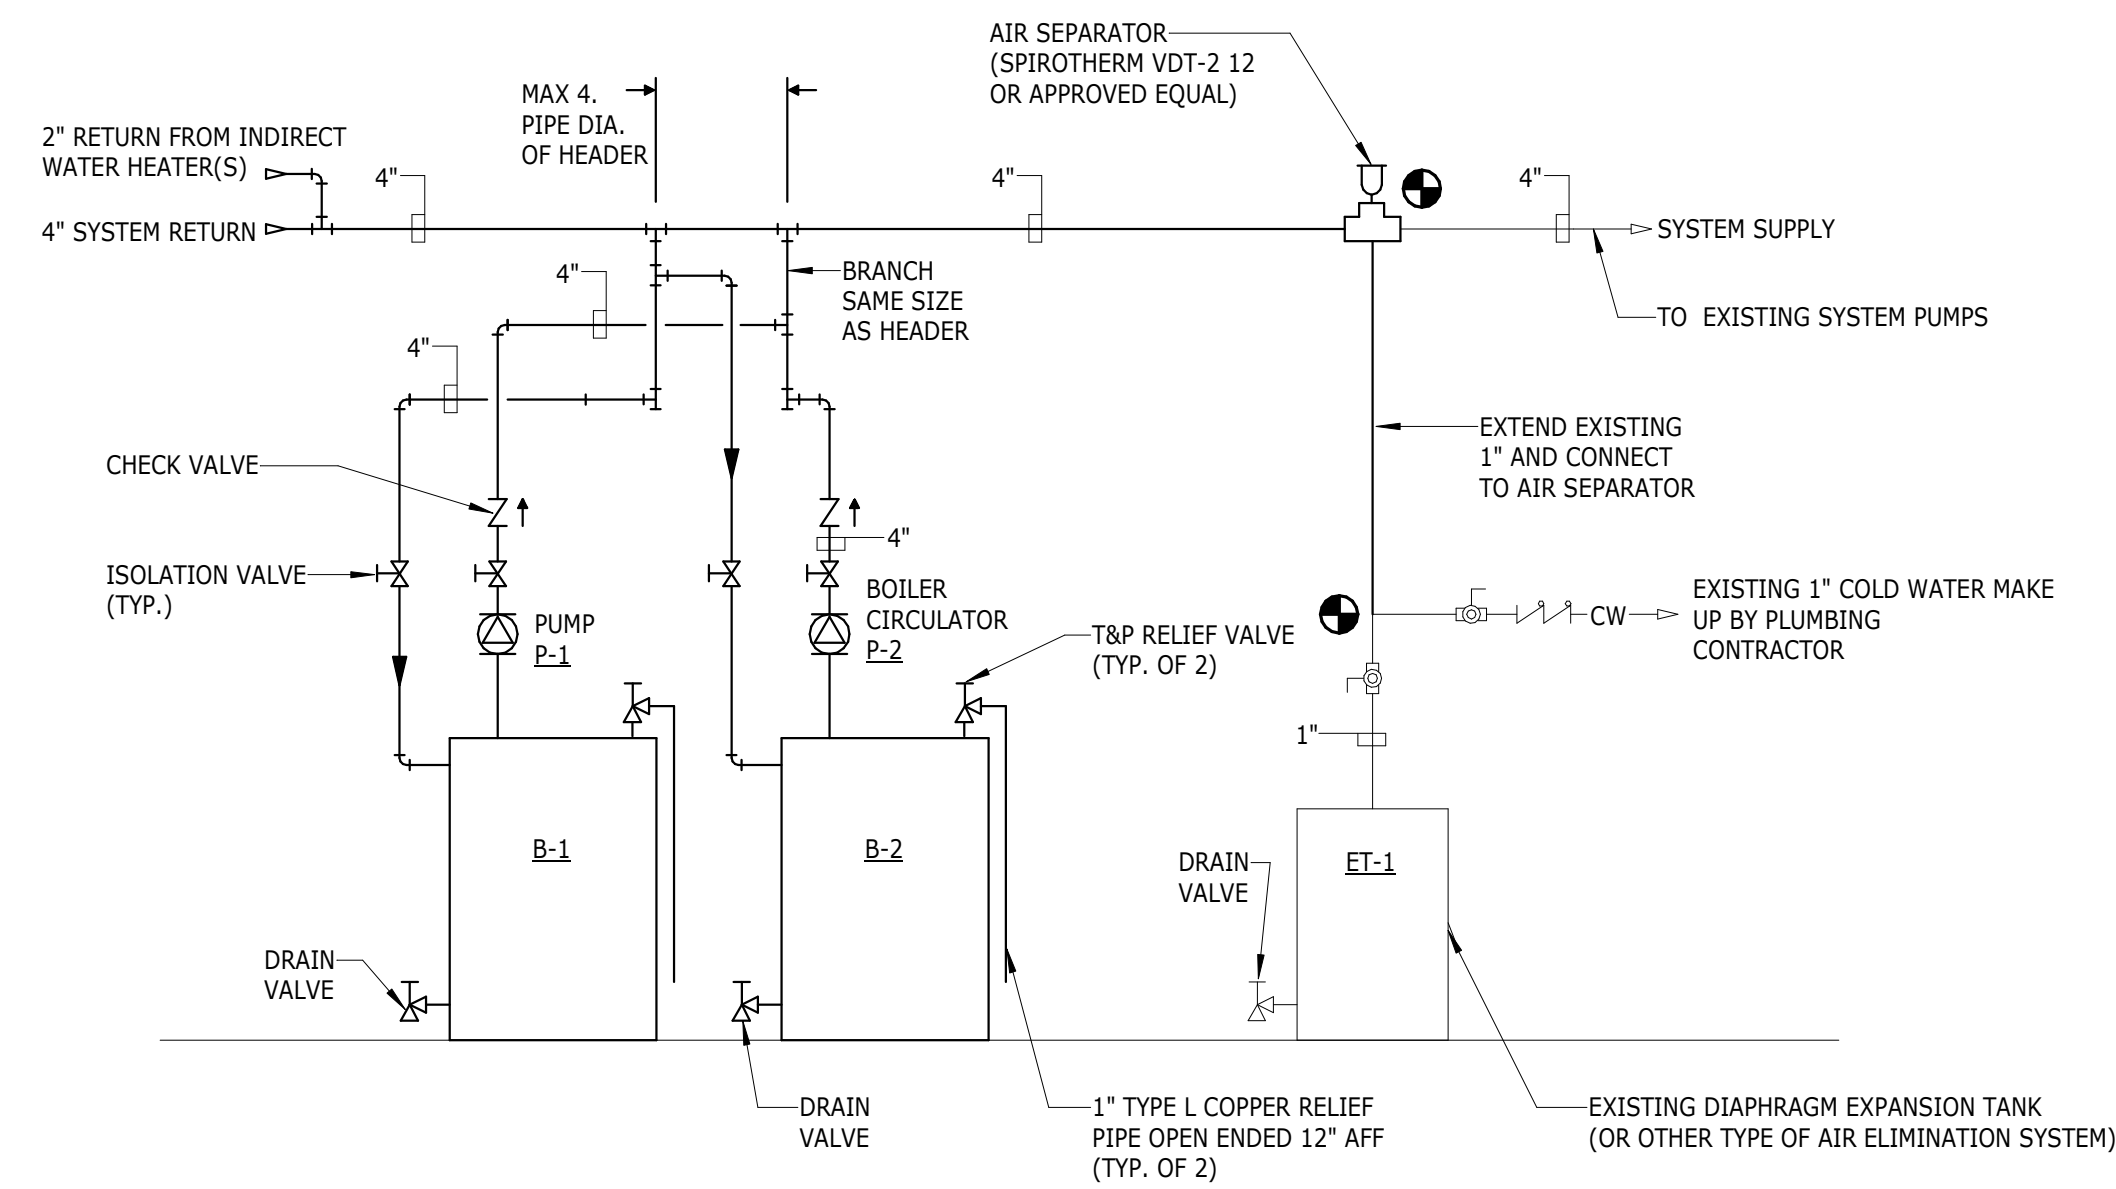 AIR SEPARATOR
(SPIROTHERM VDT-2 12
OR APPROVED EQUAL)
MAX 4.
PIPE DIA.
OF HEADER
2" RETURN FROM INDIRECT
WATER HEATER(S)
4"
4"
4"
4" SYSTEM RETURN
SYSTEM SUPPLY
4"
BRANCH
SAME SIZE
AS HEADER
TO EXISTING SYSTEM PUMPS
4"
EXTEND EXISTING
1" AND CONNECT
TO AIR SEPARATOR
CHECK VALVE
4"
ISOLATION VALVE
(TYP.)
BOILER
CIRCULATOR
P-2
PUMP
P-1
T&P RELIEF VALVE
(TYP. OF 2)
CW
EXISTING 1" COLD WATER MAKE
UP BY PLUMBING
CONTRACTOR
1"
B-1
B-2
DRAIN
VALVE
ET-1
DRAIN
VALVE
DRAIN
VALVE
1" TYPE L COPPER RELIEF
PIPE OPEN ENDED 12" AFF
(TYP. OF 2)
EXISTING DIAPHRAGM EXPANSION TANK
(OR OTHER TYPE OF AIR ELIMINATION SYSTEM)